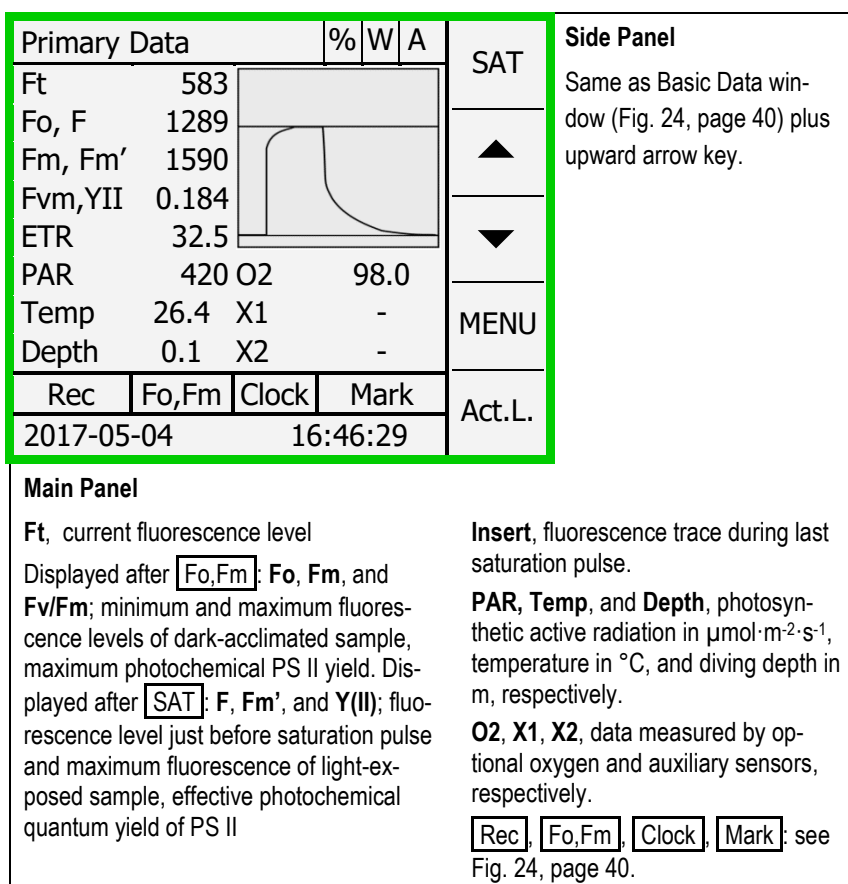 Primary Data % W A
Ft 583
Fo, F 1289
Fm, Fm′ 1590
Fvm,YII 0.184
ETR 32.5
PAR 420 O2 98.0
Temp 26.4 X1 -
Depth 0.1 X2 -
Rec Fo,Fm Clock Mark
2017-05-04 16:46:29
SAT
▲
▼
MENU
Act.L.
Side Panel
Same as Basic Data win-
dow (Fig. 24, page 40) plus
upward arrow key.
Main Panel
Ft, current fluorescence level
Displayed after Fo,Fm: Fo, Fm, and
Fv/Fm; minimum and maximum fluores-
cence levels of dark-acclimated sample,
maximum photochemical PS II yield. Dis-
played after SAT: F, Fm’, and Y(II); fluo-
rescence level just before saturation pulse
and maximum fluorescence of light-ex-
posed sample, effective photochemical
quantum yield of PS II
Insert, fluorescence trace during last
saturation pulse.
PAR, Temp, and Depth, photosyn-
thetic active radiation in µmol·m-2·s-1,
temperature in °C, and diving depth in
m, respectively.
O2, X1, X2, data measured by op-
tional oxygen and auxiliary sensors,
respectively.
Rec, Fo,Fm, Clock, Mark: see
Fig. 24, page 40.